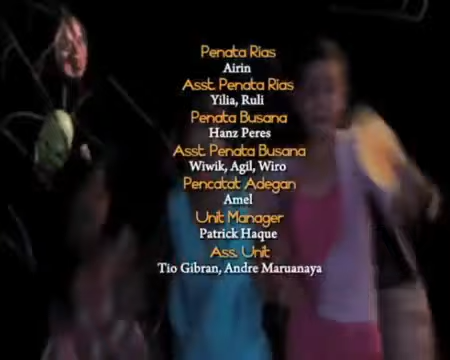 Penata Rias
Airin
Asst. Penata Rias
Yilia, Ruli
Penata Busana
Hanz Peres
Asst. Penata Busana
Wiwik, Agil, Wiro
Pencatat Adegan
Amel
Unit Manager
Patrick Haque
Ass. Unit
Tio Gibran, Andre Maruanaya